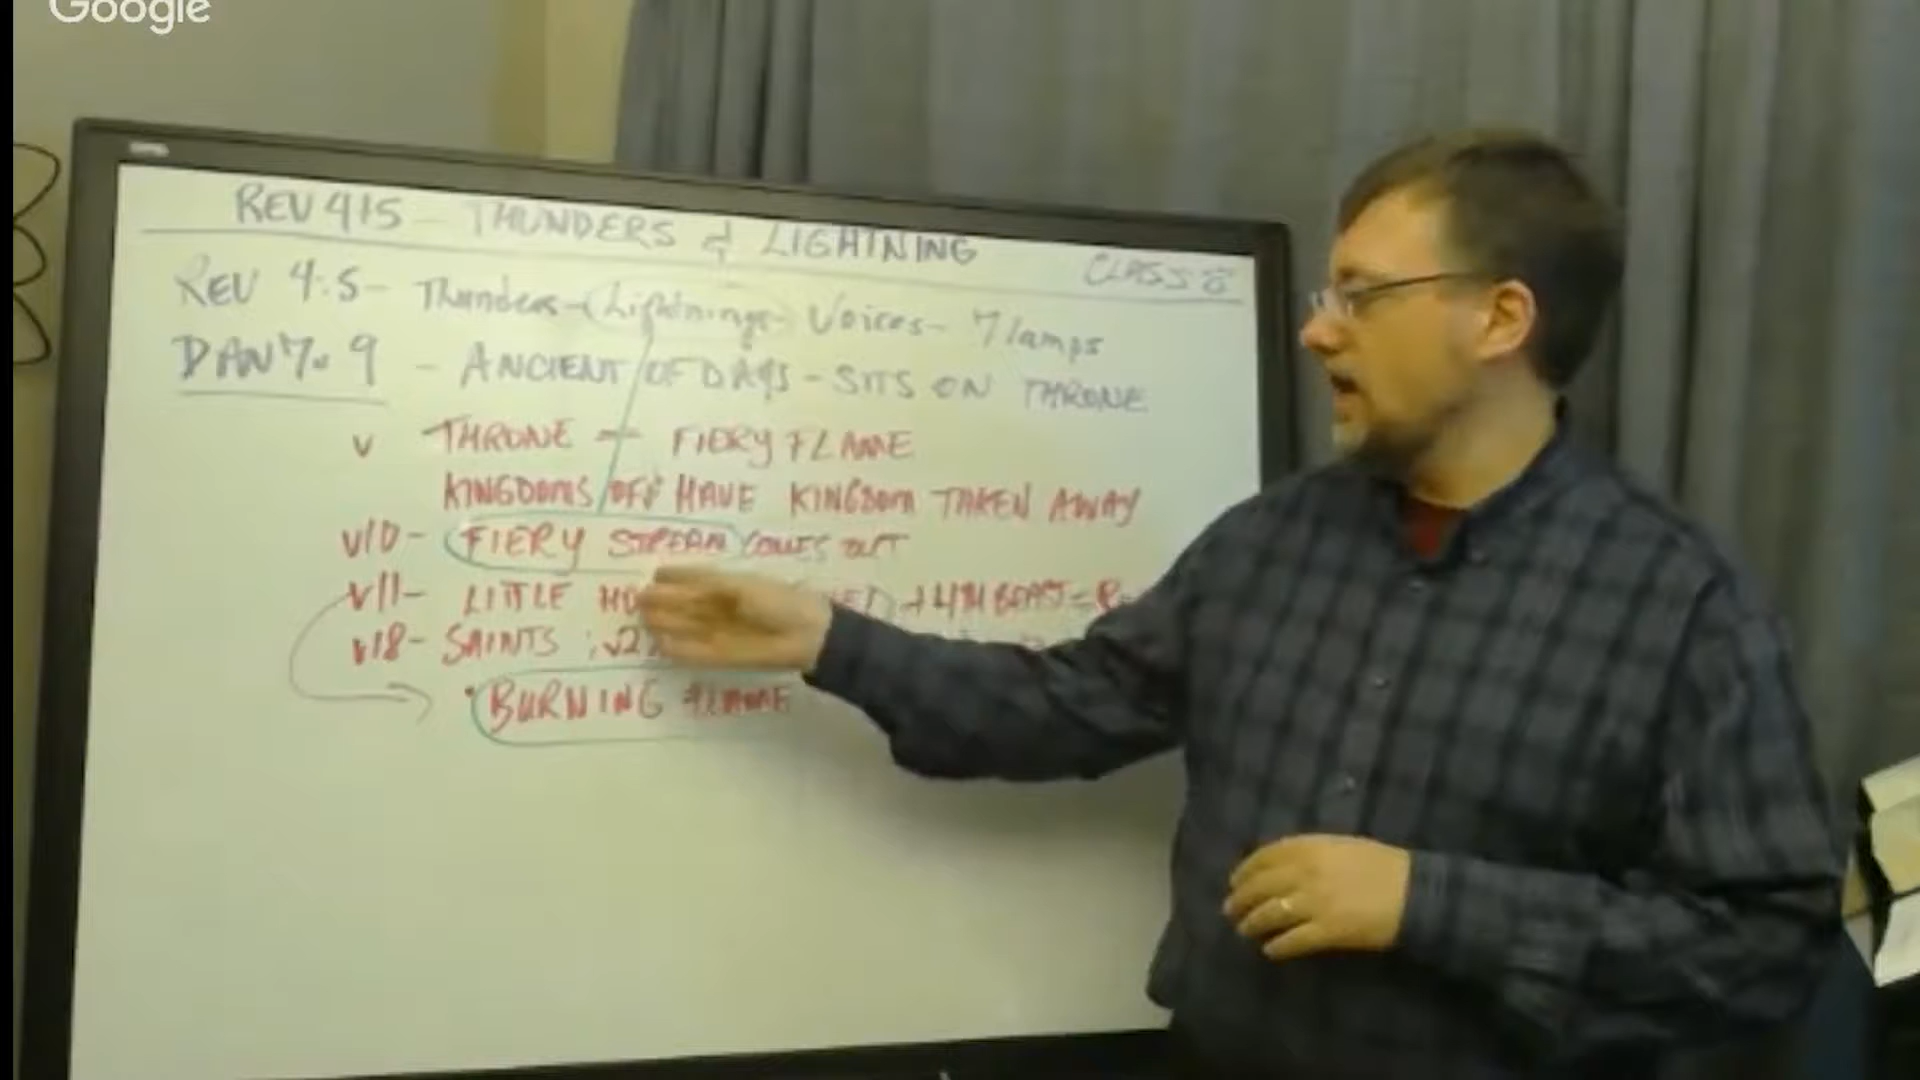 Google
REV 4:5 - THUNDERS & LIGHTNING
CLASS 8
REV 4:5 - Thunders - Lightnings - Voices - 7 lamps
DAN 7:9 - ANCIENT OF DAYS - SITS ON THRONE
v THRONE - FIERY FLAME
KINGDOMS HAVE KINGDOM TAKEN AWAY
v10 - FIERY STREAM COMES OUT
v11 - LITTLE + 4TH BEAST =
v18 - SAINTS
• BURNING FLAME